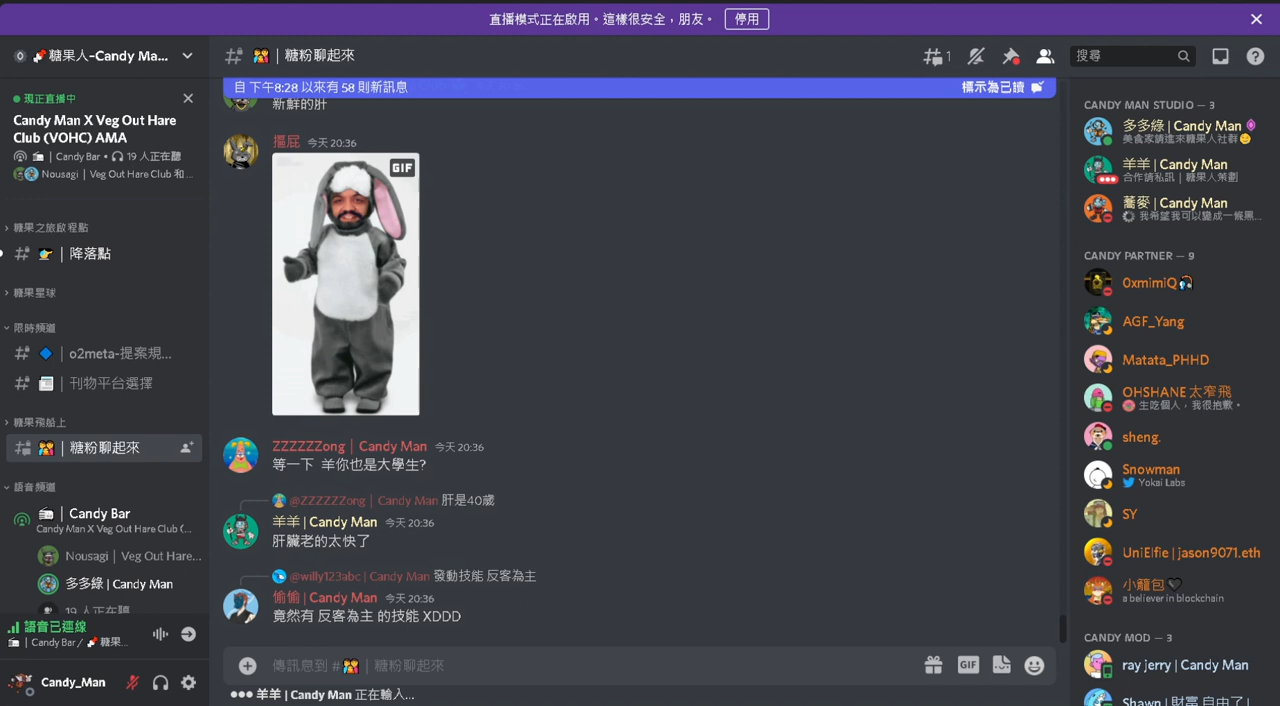 直播模式正在啟用。這樣很安全，朋友。 停用
糖果人-Candy Ma...
糖粉聊起來
1
搜尋
自 下午8:28 以來有 58 則新訊息 標示為已讀
現正直播中
Candy Man X Veg Out Hare
Club (VOHC) AMA
Candy Bar • 19 人正在聽
Nousagi | Veg Out Hare Club 和 ...
糖果之旅啟程點
# | 降落點
糖果星球
限時頻道
# | o2meta-提案規...
# | 刊物平台選擇
糖果飛船上
# | 糖粉聊起來
語音頻道
| Candy Bar
Candy Man X Veg Out Hare Club (...
Nousagi | Veg Out Hare...
多多綠 | Candy Man
19 人正在聽
語音已連線
| Candy Bar / 糖果...
Candy_Man
新鮮的肝
摳屁 今天 20:36
GIF
ZZZZZZong | Candy Man 今天 20:36
等一下 羊你也是大學生?
@ZZZZZZong | Candy Man 肝是40歲
羊羊 | Candy Man 今天 20:36
肝臟老的太快了
@willy123abc | Candy Man 發動技能 反客為主
偷偷 | Candy Man 今天 20:36
竟然有 反客為主 的技能 XDDD
傳訊息到 # | 糖粉聊起來
GIF
羊羊 | Candy Man 正在輸入...
CANDY MAN STUDIO — 3
多多綠 | Candy Man
美食家請進來糖果人社群
羊羊 | Candy Man
合作請私訊 | 糖果人策劃
蕎麥 | Candy Man
我希望我可以變成一條黑...
CANDY PARTNER — 9
0xmimiQ
AGF_Yang
Matata_PHHD
OHSHANE 太窄飛
生吃個人，我很抱歉。
sheng.
Snowman
Yokai Labs
SY
UniElfie | jason9071.eth
小籠包
a believer in blockchain
CANDY MOD — 3
ray jerry | Candy Man
Shawn | 財富自由了 |